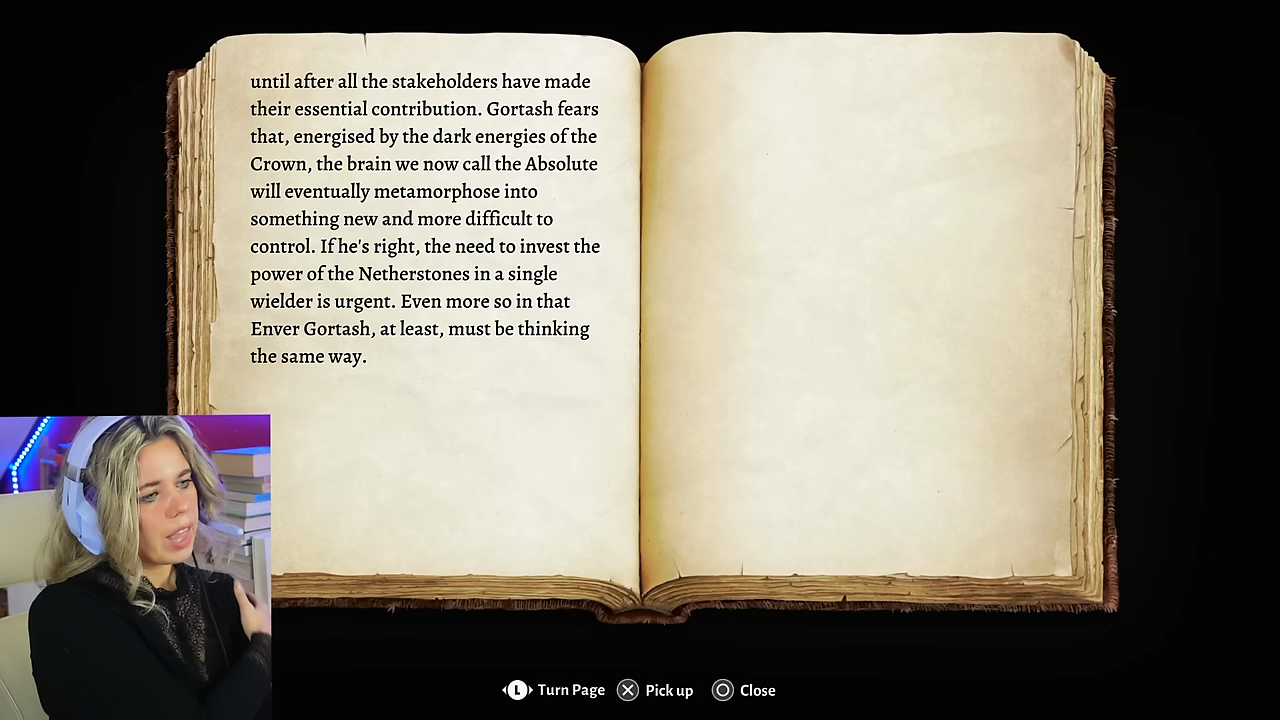 until after all the stakeholders have made
their essential contribution. Gortash fears
that, energised by the dark energies of the
Crown, the brain we now call the Absolute
will eventually metamorphose into
something new and more difficult to
control. If he's right, the need to invest the
power of the Netherstones in a single
wielder is urgent. Even more so in that
Enver Gortash, at least, must be thinking
the same way.
L Turn Page Pick up Close